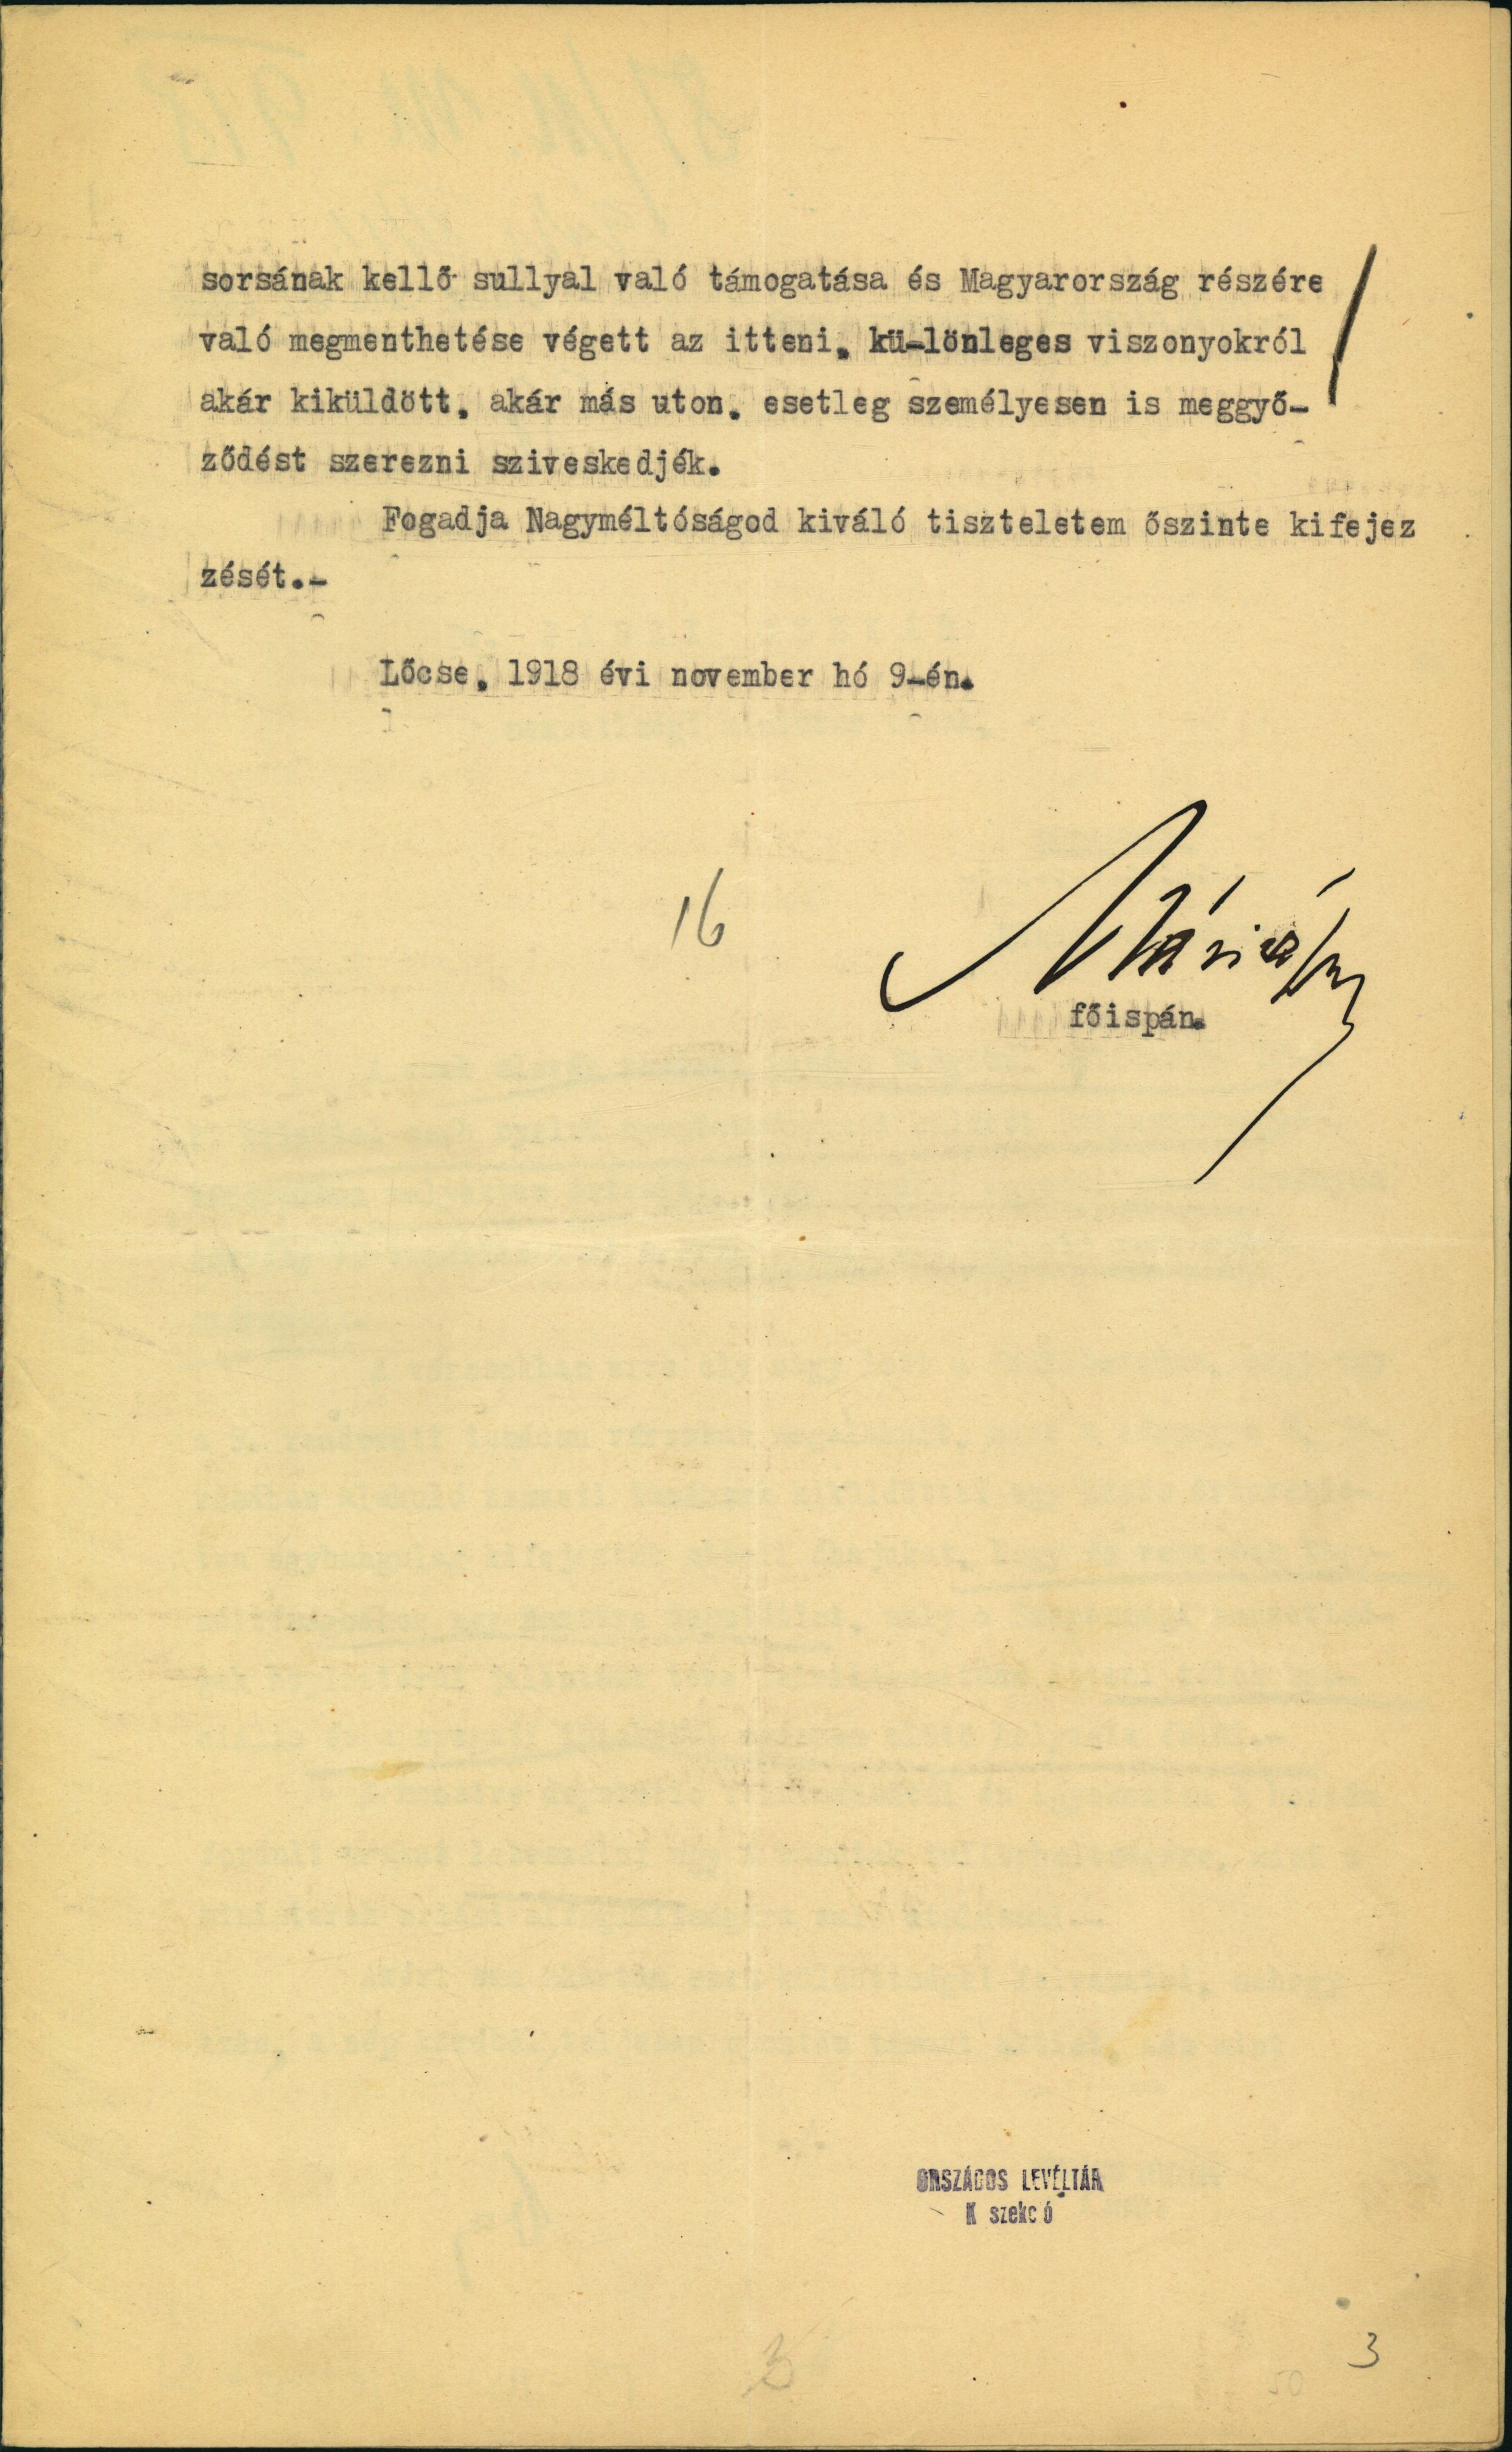 sorsának kellő sullyal való támogatása és Magyarország részére
való megmenthetése végett az itteni. kü-lönleges viszonyokról
akár kiküldött. akár más uton. esetleg személyesen is meggyő-
ződést szerezni sziveskedjék.
Fogadja Nagyméltóságod kiváló tiszteletem őszinte kifejez
zését.-
Lőcse. 1918 évi november hó 9-én.
16
főispán.
ORSZÁGOS LEVÉLTÁR
K szekció
3